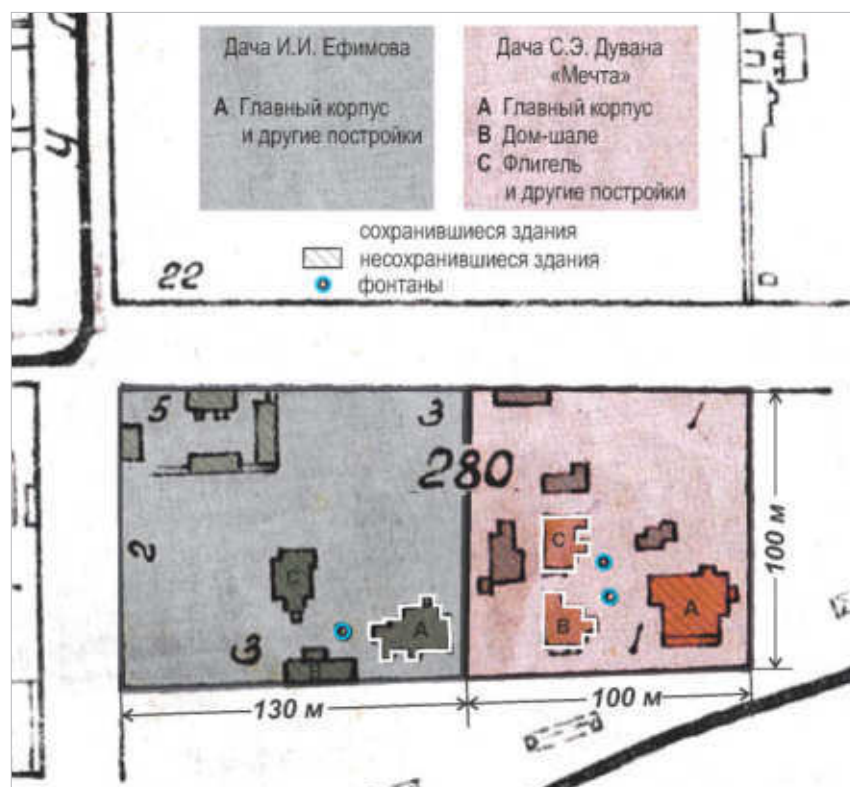 Дача И.И. Ефимова
А Главный корпус
и другие постройки
Дача С.Э. Дувана
«Мечта»
А Главный корпус
В Дом-шале
С Флигель
и другие постройки
сохранившиеся здания
несохранившиеся здания
фонтаны
22
5
3
280
2
3
С
А
В
С
В
А
100 м
130 м
100 м